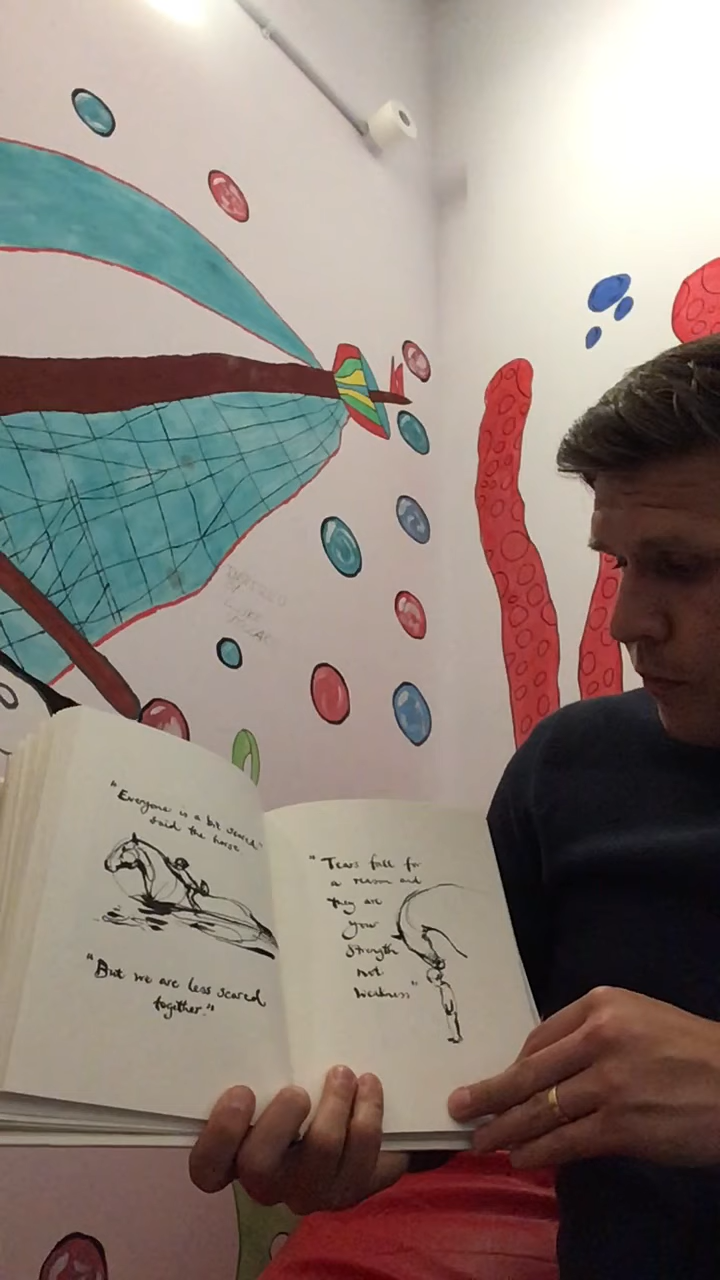 "Everyone is a bit scared"
said the horse
"But we are less scared
together."
"Tears fall for
a reason and
they are
your
strength
not
weakness"